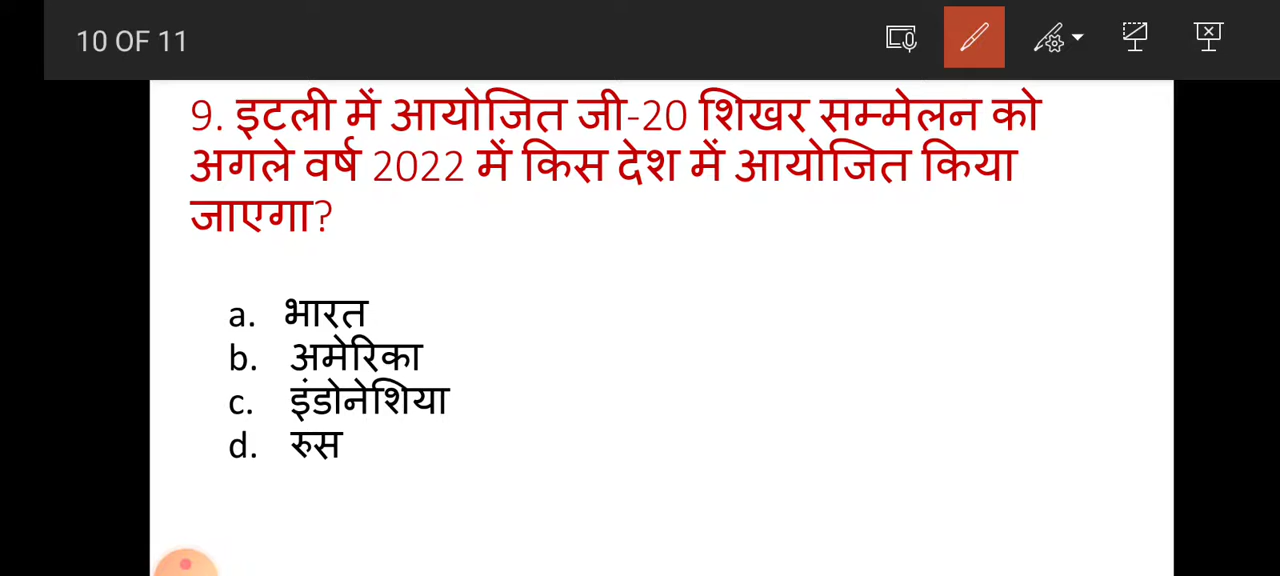 10 OF 11
9. इटली में आयोजित जी-20 शिखर सम्मेलन को
अगले वर्ष 2022 में किस देश में आयोजित किया
जाएगा?
a. भारत
b. अमेरिका
c. इंडोनेशिया
d. रुस